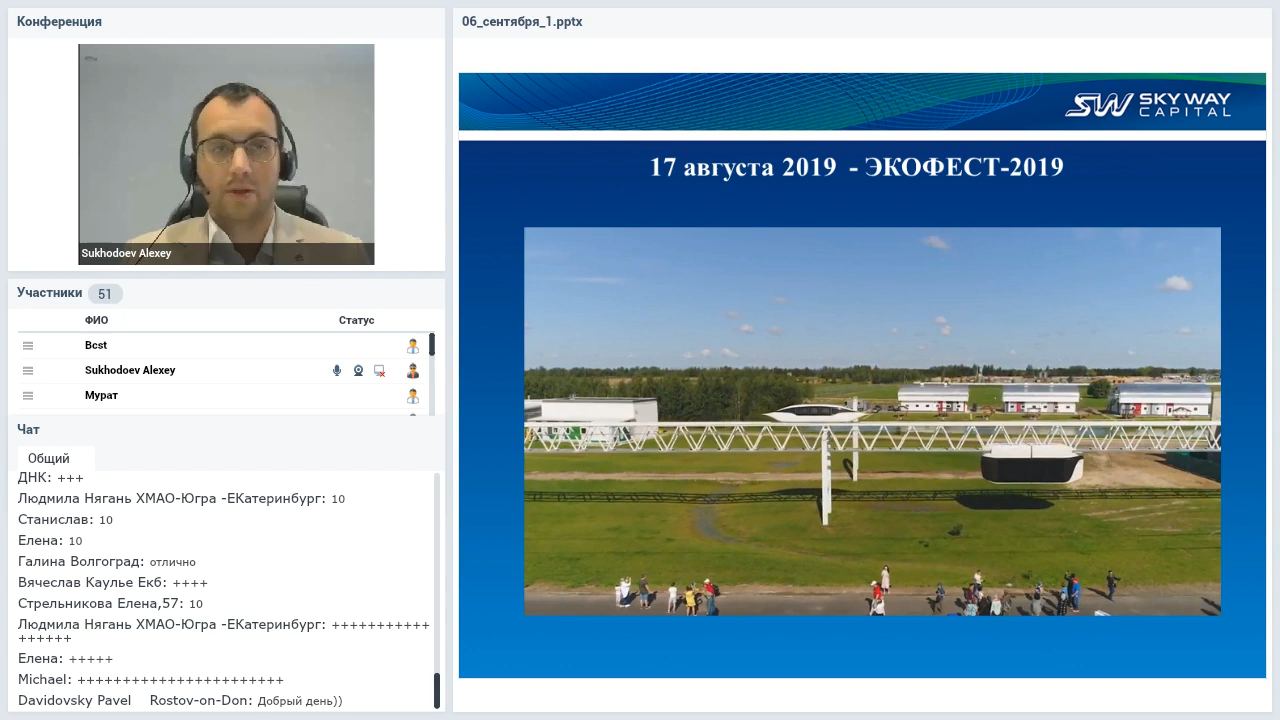 Конференция
Sukhodoev Alexey
Участники 51
ФИО Статус
Bcst
Sukhodoev Alexey
Мурат
Чат
Общий
ДНК: +++
Людмила Нягань ХМАО-Югра -ЕКатеринбург: 10
Станислав: 10
Елена: 10
Галина Волгоград: отлично
Вячеслав Каулье Екб: ++++
Стрельникова Елена,57: 10
Людмила Нягань ХМАО-Югра -ЕКатеринбург: +++++++++++
++++++
Елена: +++++
Michael: +++++++++++++++++++++++
Davidovsky Pavel Rostov-on-Don: Добрый день))
06_сентября_1.pptx
SW SKY WAY
CAPITAL
17 августа 2019 - ЭКОФЕСТ-2019